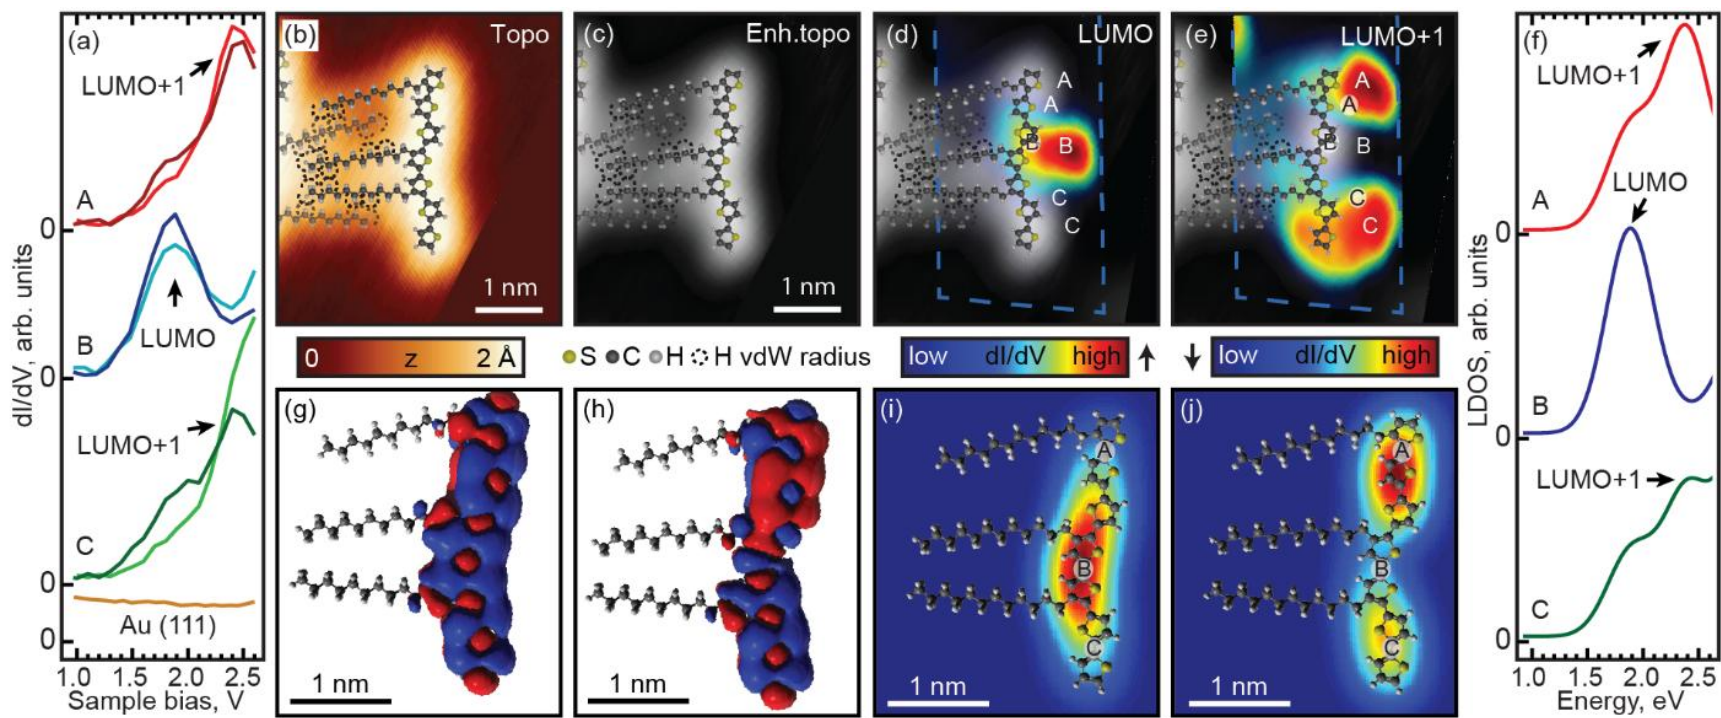 (a)
LUMO+1
A
0
LUMO
B
0
LUMO+1
C
0
Au (111)
0
1.0 1.5 2.0 2.5
Sample bias, V
dI/dV, arb. units
(b) Topo
1 nm
(c) Enh.topo
1 nm
(d) LUMO
A
A
B B
C
C
1 nm
(e) LUMO+1
A
A
B B
C
C
1 nm
(f)
LUMO+1
A
0
LUMO
B
0
LUMO+1
C
0
1.0 2.0 2.5
Energy, eV
LDOS, arb. units
0 z 2 Å
S C H H vdW radius
low dI/dV high
low dI/dV high
(g)
1 nm
(h)
1 nm
(i)
A
B
C
1 nm
(j)
A
B
C
1 nm